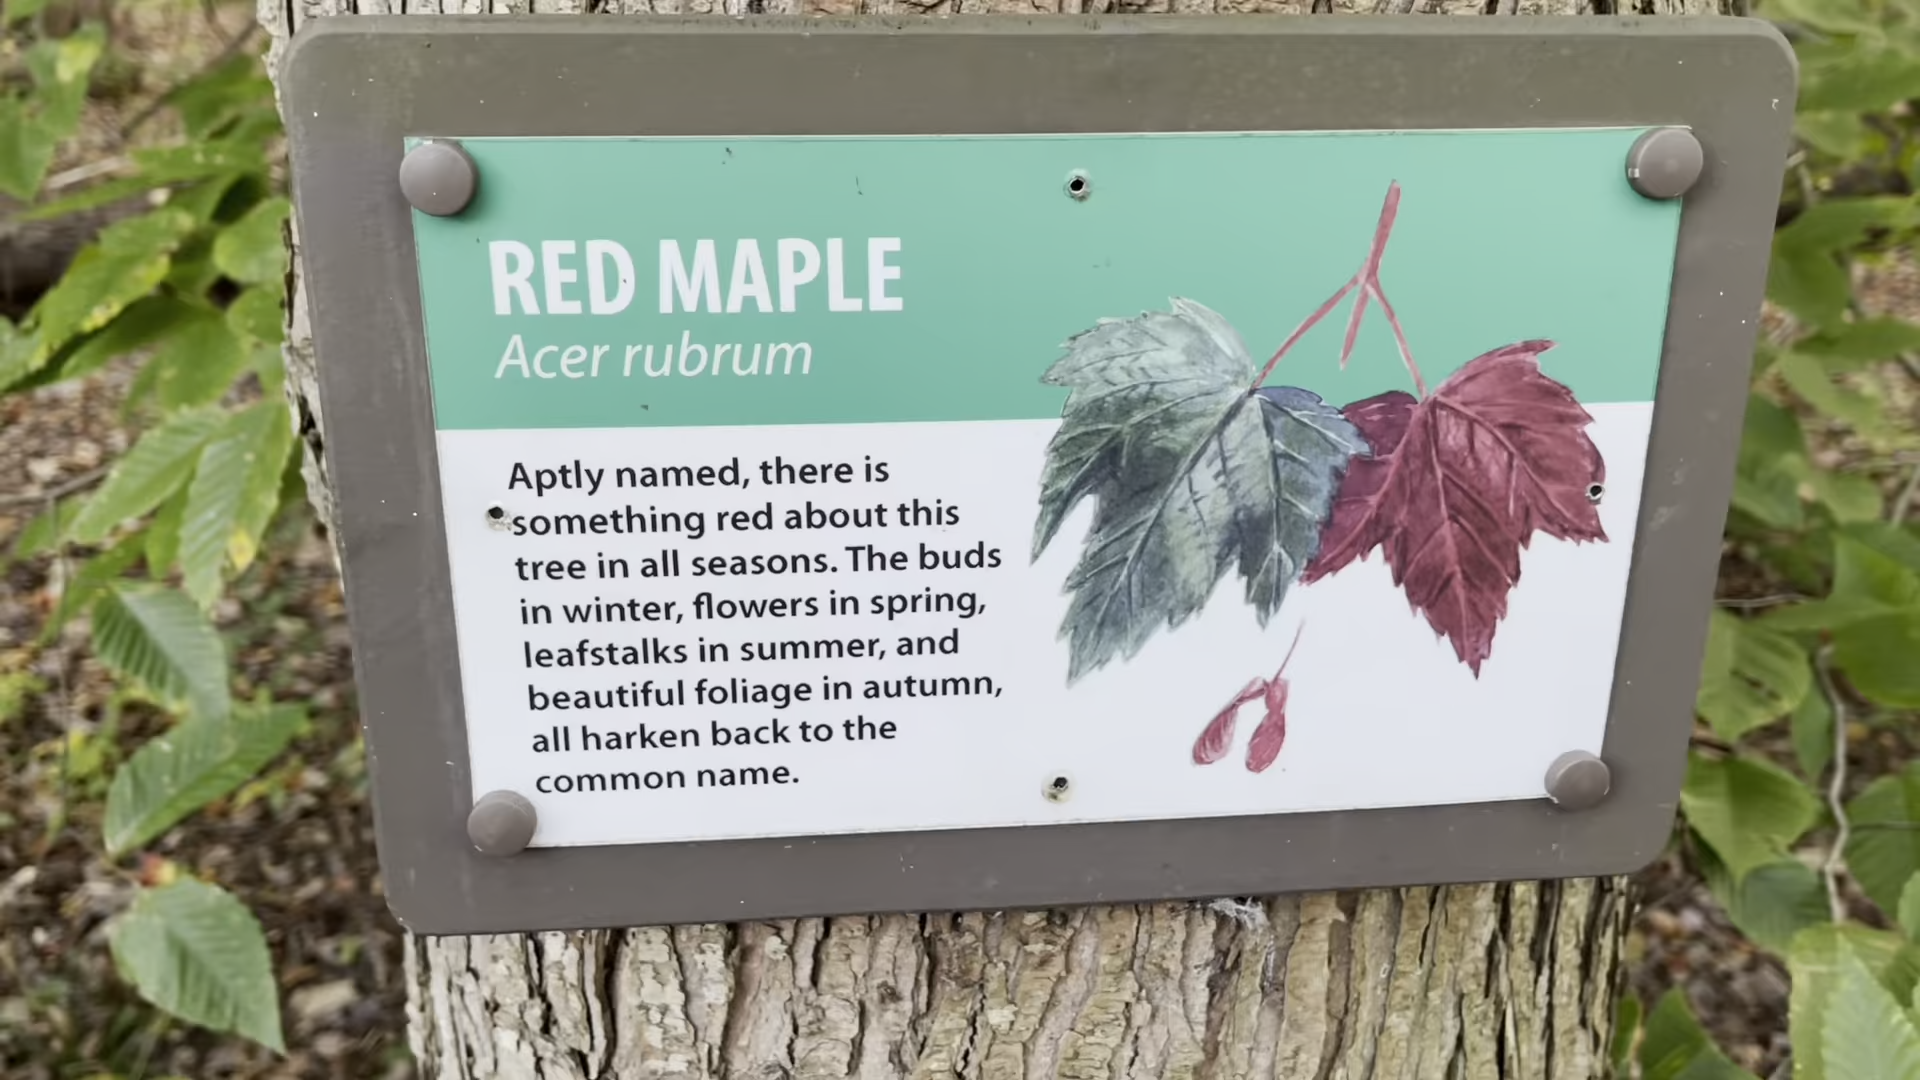 RED MAPLE
Acer rubrum
Aptly named, there is
something red about this
tree in all seasons. The buds
in winter, flowers in spring,
leafstalks in summer, and
beautiful foliage in autumn,
all harken back to the
common name.